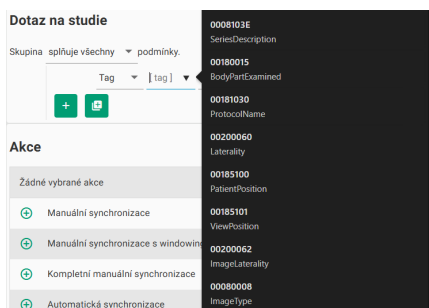 Dotaz na studie
Skupina splňuje všechny podmínky.
Tag [ tag ]
Akce
Žádné vybrané akce
Manuální synchronizace
Manuální synchronizace s windowing
Kompletní manuální synchronizace
Automatická synchronizace
0008103E
SeriesDescription
00180015
BodyPartExamined
00181030
ProtocolName
00200060
Laterality
00185100
PatientPosition
00185101
ViewPosition
00200062
ImageLaterality
00080008
ImageType